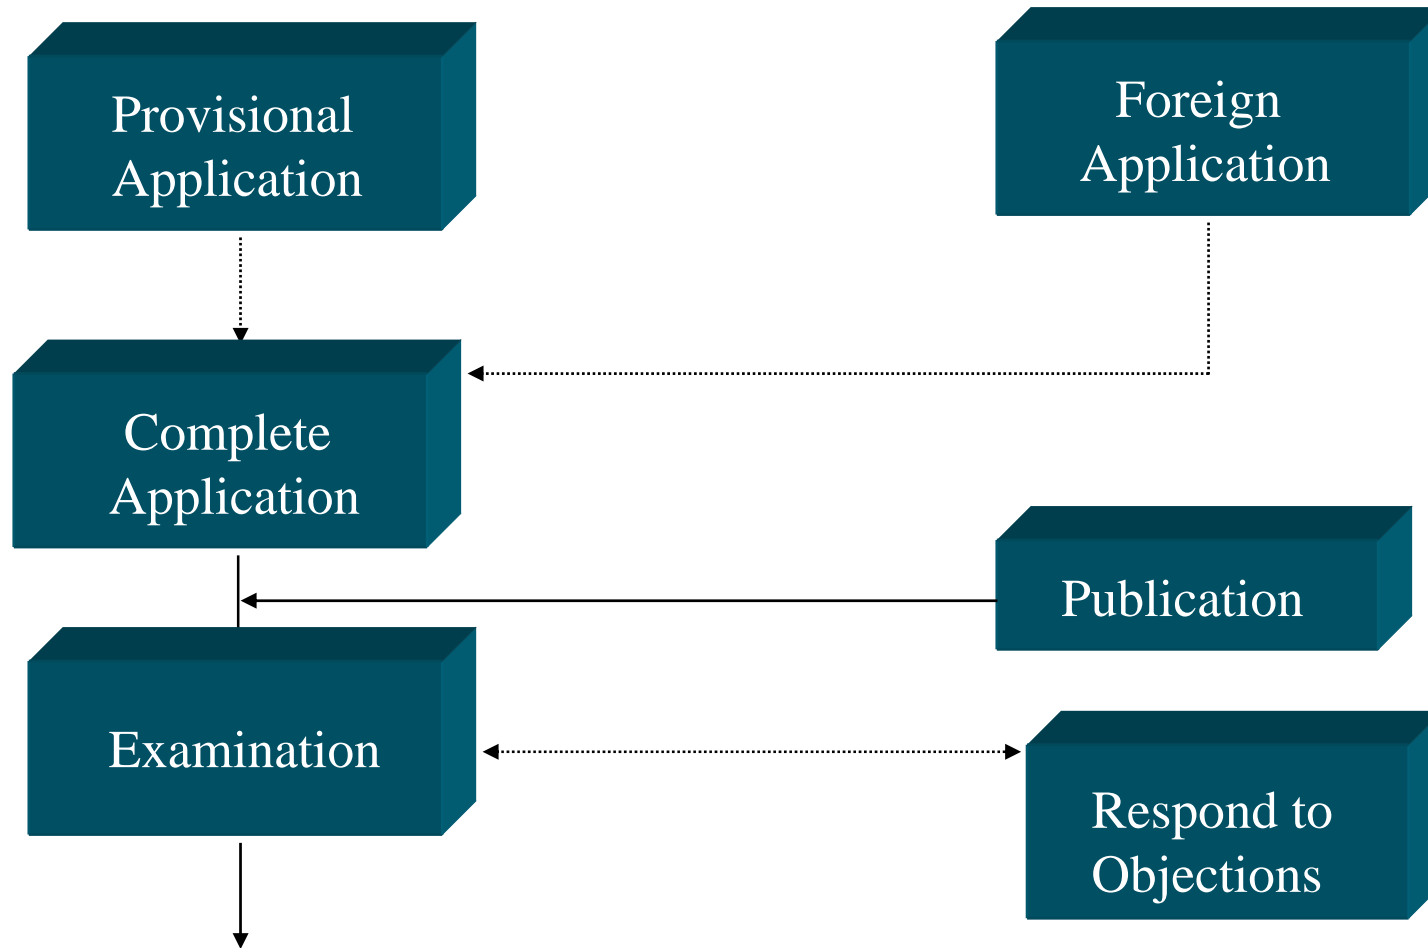 Provisional
Application
Foreign
Application
Complete
Application
Publication
Examination
Respond to
Objections